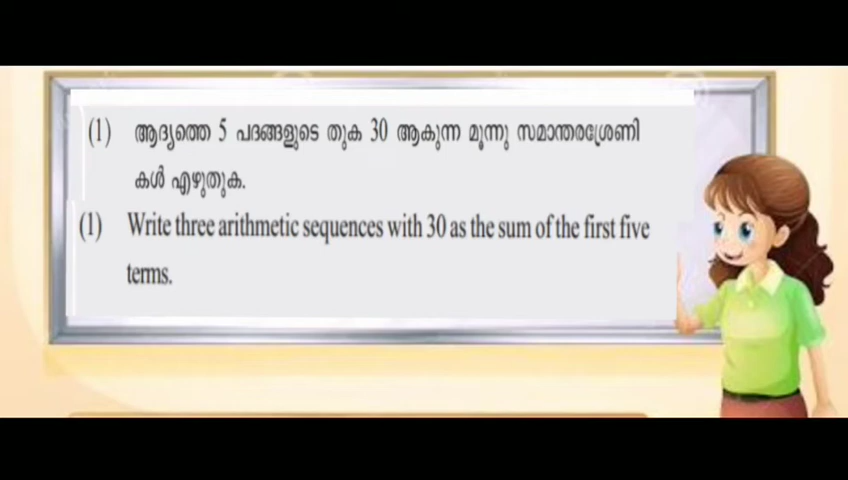 (1) ആദ്യത്തെ 5 പദങ്ങളുടെ തുക 30 ആകുന്ന മൂന്നു സമാന്തരശ്രേണി
കൾ എഴുതുക.
(1) Write three arithmetic sequences with 30 as the sum of the first five
terms.